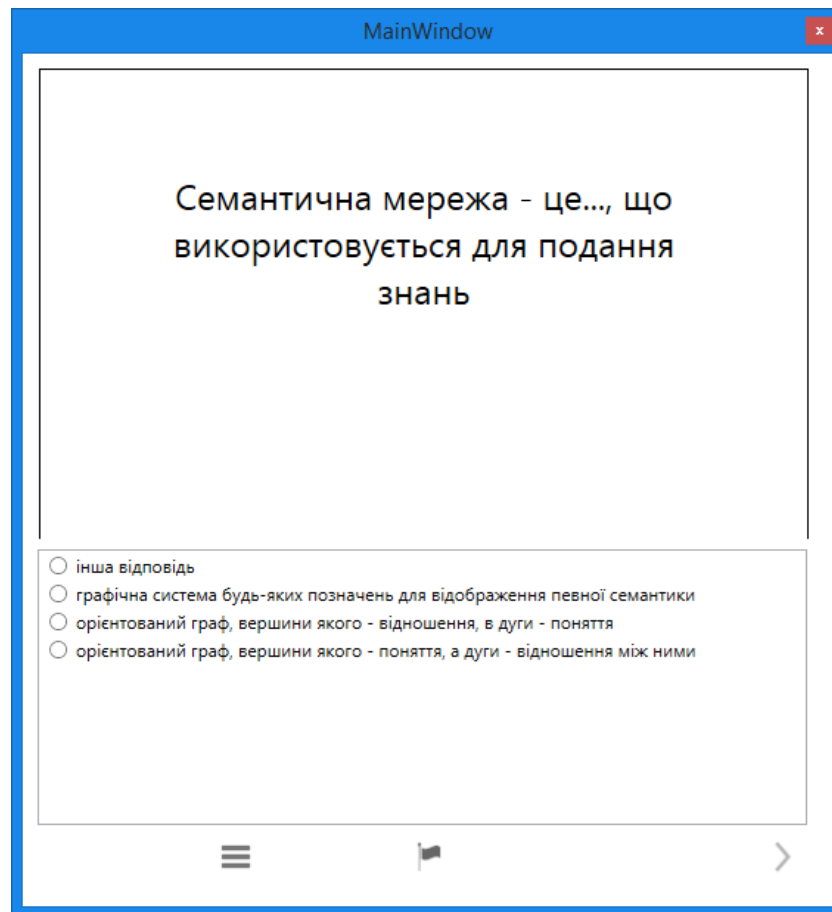 MainWindow
x
Семантична мережа - це..., що
використовується для подання
знань
інша відповідь
графічна система будь-яких позначень для відображення певної семантики
орієнтований граф, вершини якого - відношення, в дуги - поняття
орієнтований граф, вершини якого - поняття, а дуги - відношення між ними